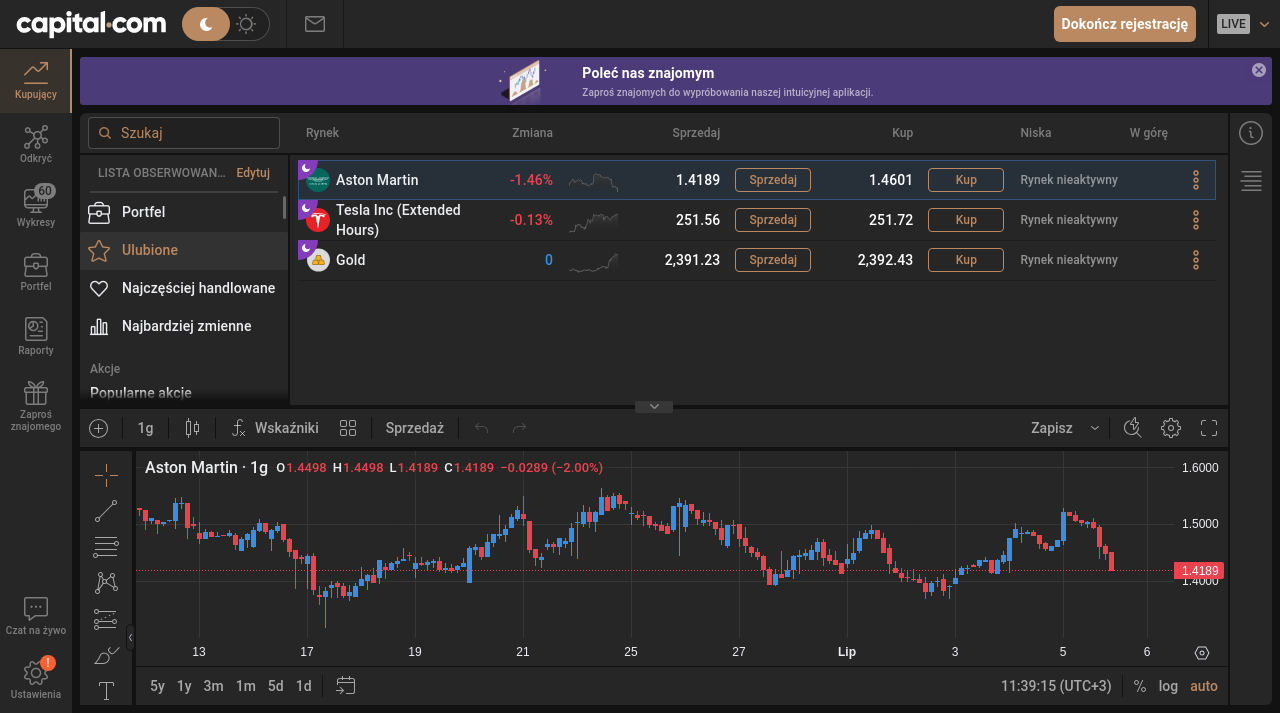 capital.com
Dokończ rejestrację
LIVE
Kupujący
Odkryć
60
Wykresy
Portfel
Raporty
Zaproś
znajomego
Czat na żywo
!
Ustawienia
Poleć nas znajomym
Zaproś znajomych do wypróbowania naszej intuicyjnej aplikacji.
Szukaj
LISTA OBSERWOWAN... Edytuj
Portfel
Ulubione
Najczęściej handlowane
Najbardziej zmienne
Akcje
Popularne akcje
Rynek Zmiana Sprzedaj Kup Niska W górę
Aston Martin -1.46% 1.4189 Sprzedaj 1.4601 Kup Rynek nieaktywny
Tesla Inc (Extended
Hours) -0.13% 251.56 Sprzedaj 251.72 Kup Rynek nieaktywny
Gold 0 2,391.23 Sprzedaj 2,392.43 Kup Rynek nieaktywny
1g Wskaźniki Sprzedaż Zapisz
Aston Martin · 1g O1.4498 H1.4498 L1.4189 C1.4189 −0.0289 (−2.00%)
1.6000
1.5000
1.4189
1.4000
13 17 19 21 25 27 Lip 3 5 6
5y 1y 3m 1m 5d 1d 11:39:15 (UTC+3) % log auto